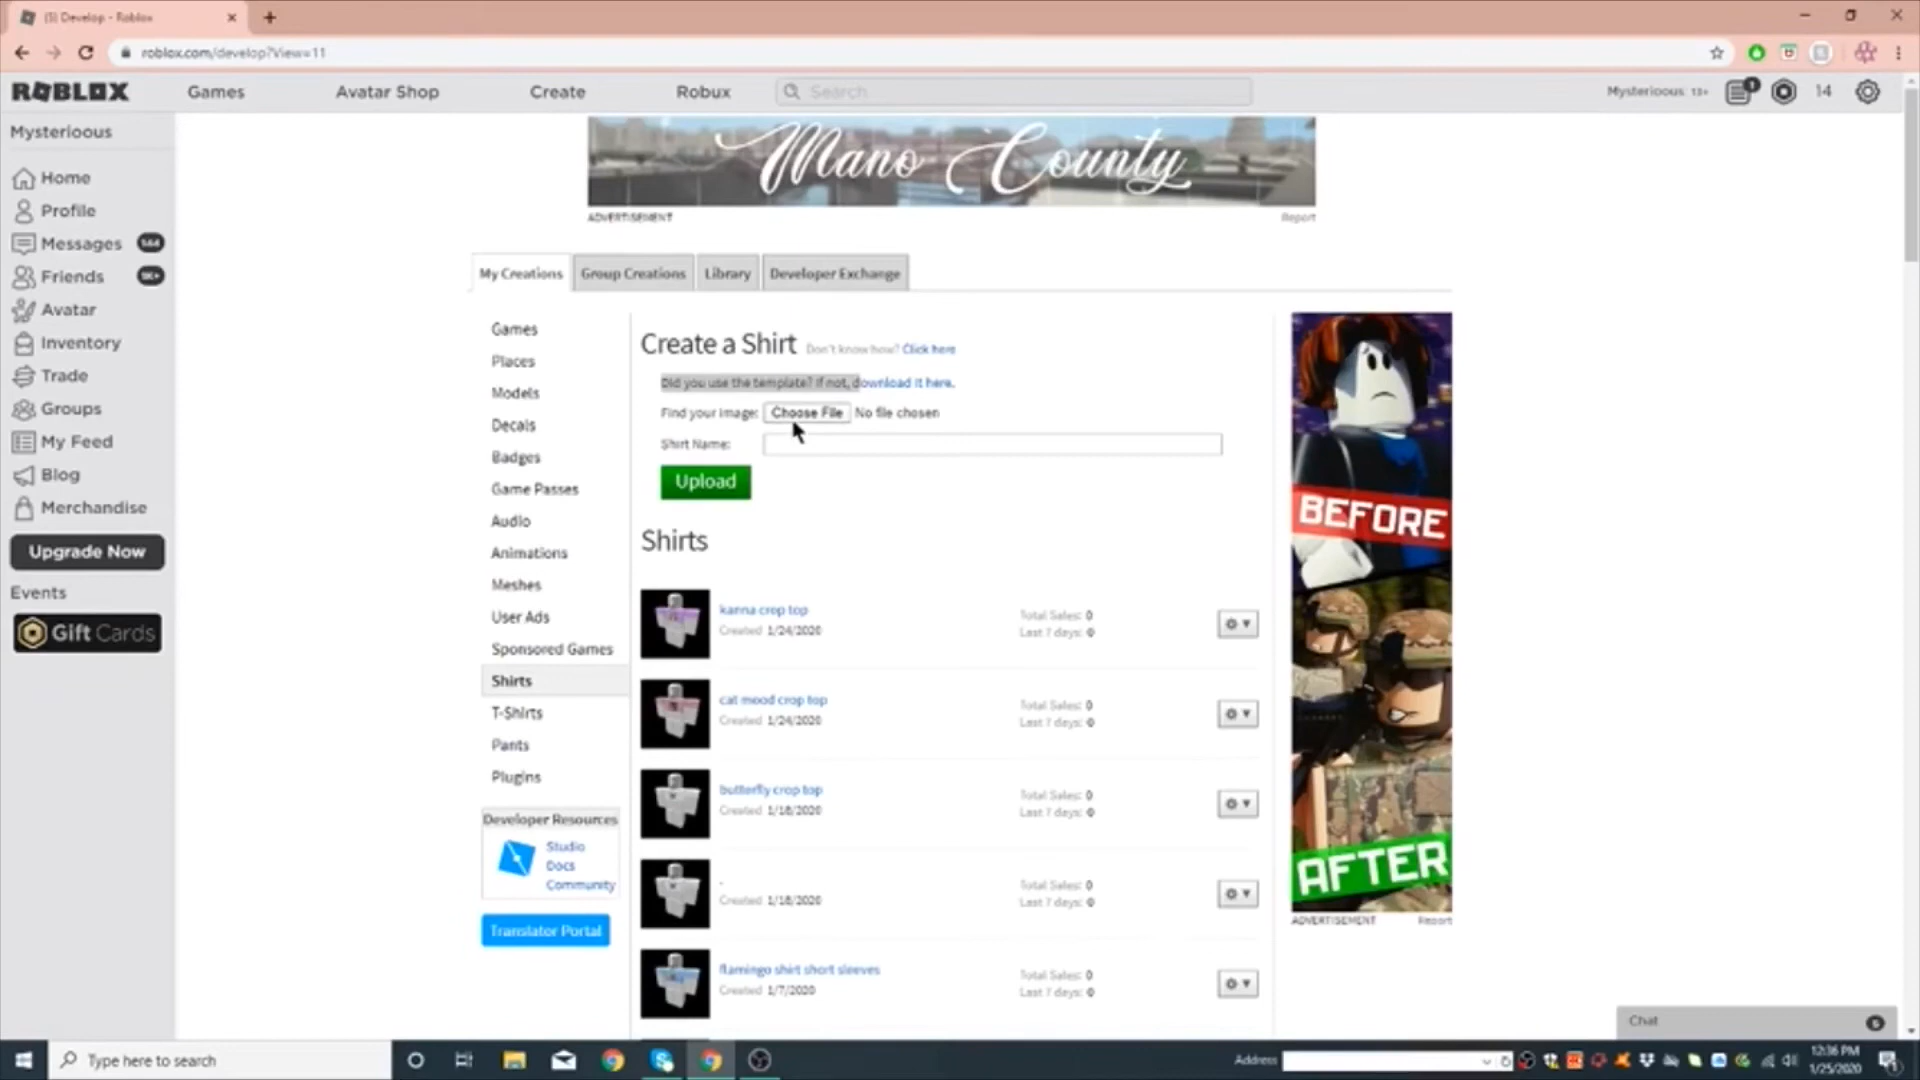 (5) Develop - Roblox
roblox.com/develop?View=11
ROBLOX
Games
Avatar Shop
Create
Robux
Search
Mysterioous 13+
1
14
Mysterioous
Home
Profile
Messages
Friends
Avatar
Inventory
Trade
Groups
My Feed
Blog
Merchandise
Upgrade Now
Events
Gift Cards
Mano County
ADVERTISEMENT
Report
My Creations
Group Creations
Library
Developer Exchange
Games
Places
Models
Decals
Badges
Game Passes
Audio
Animations
Meshes
User Ads
Sponsored Games
Shirts
T-Shirts
Pants
Plugins
Developer Resources
Studio
Docs
Community
Translator Portal
Create a Shirt Don't know how? Click here
Did you use the template? If not, download it here.
Find your image: Choose File No file chosen
Shirt Name:
Upload
Shirts
kanna crop top
Created 1/24/2020
Total Sales: 0
Last 7 days: 0
cat mood crop top
Created 1/24/2020
Total Sales: 0
Last 7 days: 0
butterfly crop top
Created 1/18/2020
Total Sales: 0
Last 7 days: 0
.
Created 1/18/2020
Total Sales: 0
Last 7 days: 0
flamingo shirt short sleeves
Created 1/7/2020
Total Sales: 0
Last 7 days: 0
BEFORE
AFTER
ADVERTISEMENT
Report
Chat
Type here to search
Address
12:36 PM
1/25/2020